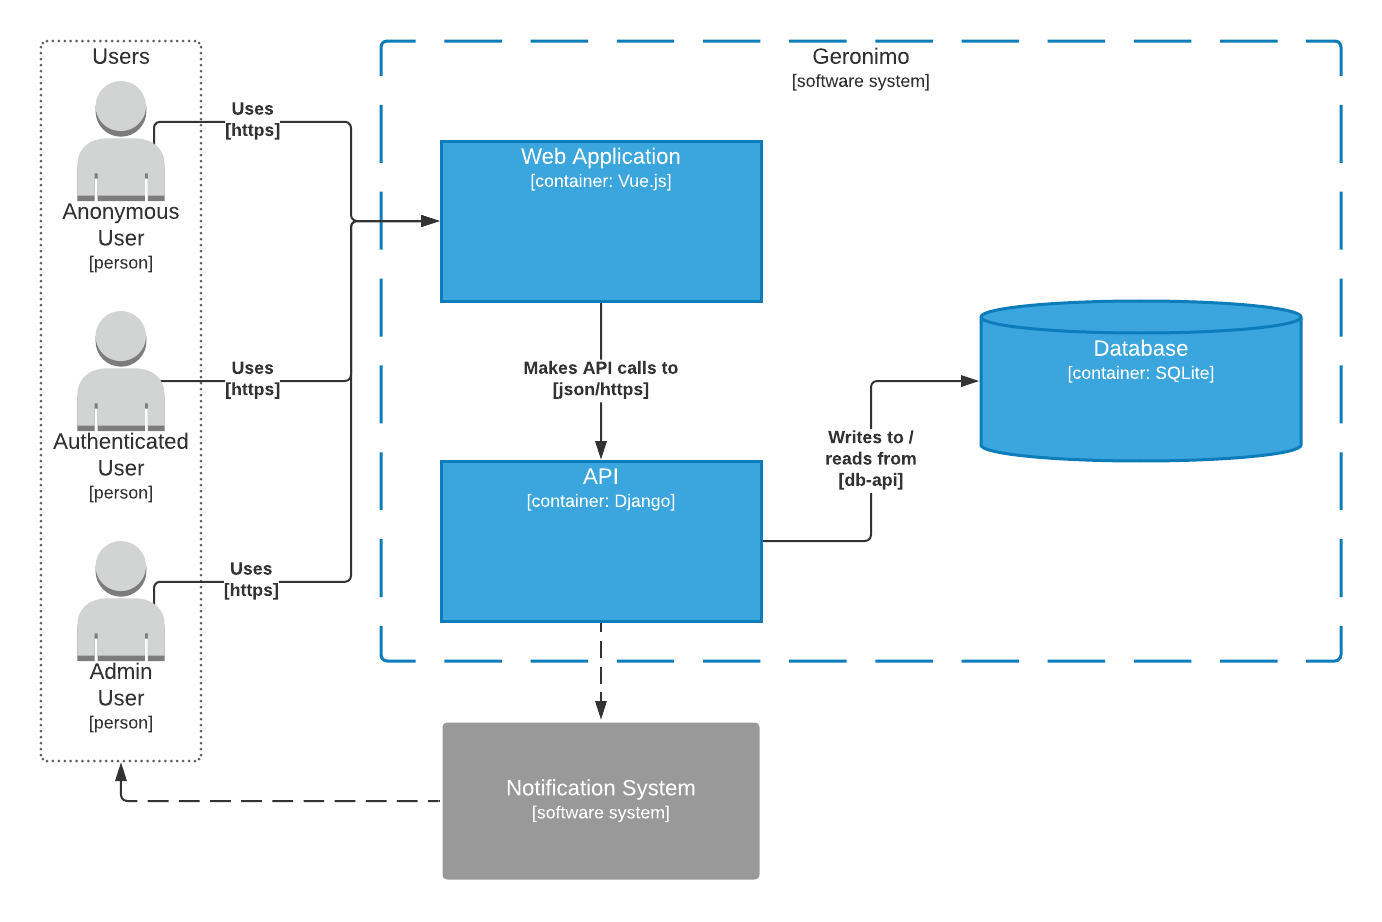 Users
Anonymous
User
[person]
Authenticated
User
[person]
Admin
User
[person]
Uses
[https]
Uses
[https]
Uses
[https]
Geronimo
[software system]
Web Application
[container: Vue.js]
Makes API calls to
[json/https]
API
[container: Django]
Writes to /
reads from
[db-api]
Database
[container: SQLite]
Notification System
[software system]